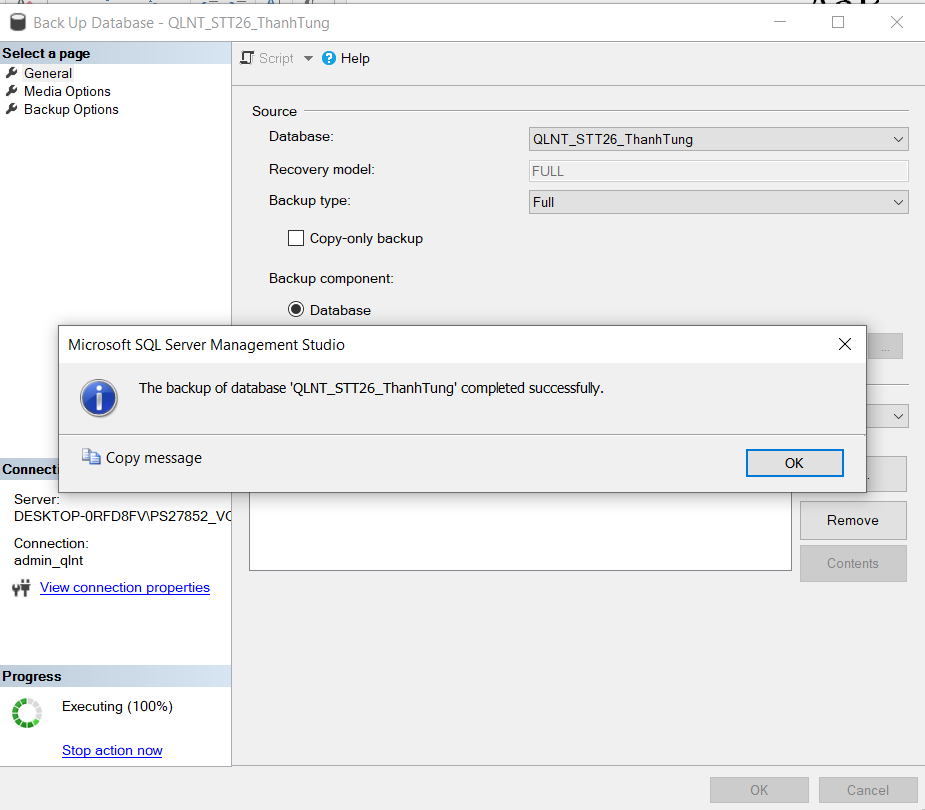 Back Up Database - QLNT_STT26_ThanhTung
Select a page
General
Media Options
Backup Options
Script
Help
Source
Database:
QLNT_STT26_ThanhTung
Recovery model:
FULL
Backup type:
Full
Copy-only backup
Backup component:
Database
...
Microsoft SQL Server Management Studio
The backup of database 'QLNT_STT26_ThanhTung' completed successfully.
Copy message
OK
Connecti
Server:
DESKTOP-0RFD8FV\PS27852_VO
Connection:
admin_qlnt
View connection properties
Remove
Contents
Progress
Executing (100%)
Stop action now
OK
Cancel